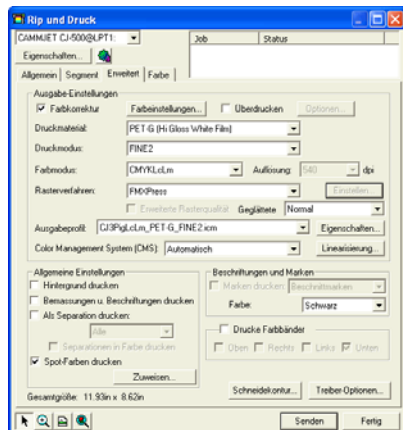 Rip und Druck
CAMMJET CJ-500@LPT1:
Job Status
Eigenschaften...
Allgemein Segment Erweitert Farbe
Ausgabe-Einstellungen
Farbkorrektur Farbeinstellungen... Überdrucken Optionen...
Druckmaterial: PET-G (Hi Gloss White Film)
Druckmodus: FINE2
Farbmodus: CMYKLcLm Auflösung: 540 dpi
Rasterverfahren: FMXPress Einstellen...
Erweiterte Rasterqualität Geglättete Normal
Ausgabeprofil: CJ3PigLcLm_PET-G_FINE2.icm Eigenschaften...
Color Management System (CMS): Automatisch Linearisierung...
Allgemeine Einstellungen
Hintergrund drucken
Bemassungen u. Beschriftungen drucken
Als Separation drucken:
Alle
Separationen in Farbe drucken
Spot-Farben drucken
Zuweisen...
Beschriftungen und Marken
Marken drucken Beschnittmarken
Farbe: Schwarz
Drucke Farbbänder
Oben Rechts Links Unten
Gesamtgröße: 11.93in x 8.62in
Schneidekontur... Treiber-Optionen...
Senden Fertig